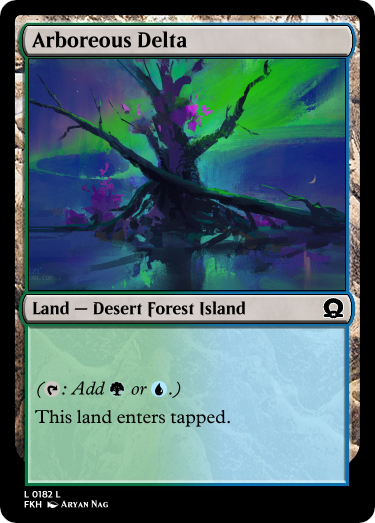 Arboreous Delta
Land — Desert Forest Island
(: Add or .)
This land enters tapped.
L 0182 L
FKH Aryan Nag